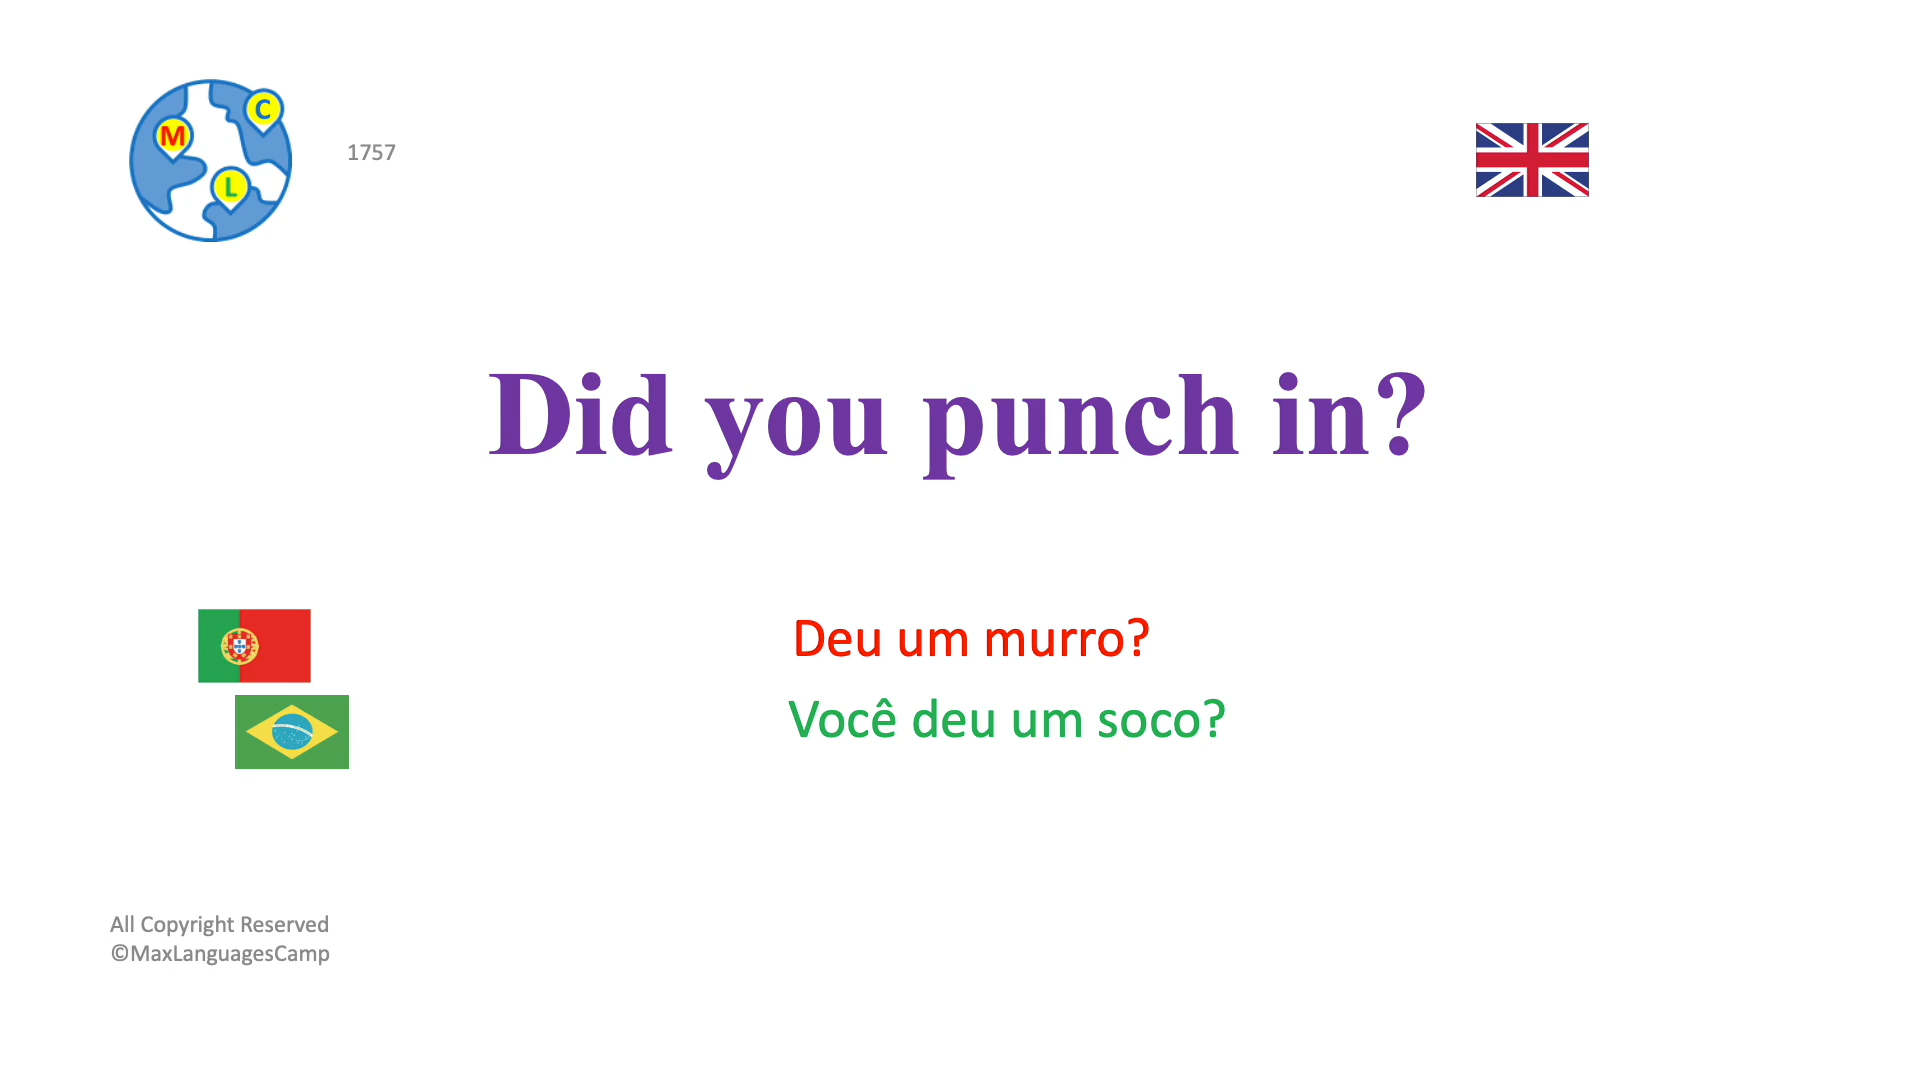 M
C
L
1757
Did you punch in?
Deu um murro?
Você deu um soco?
All Copyright Reserved
©MaxLanguagesCamp